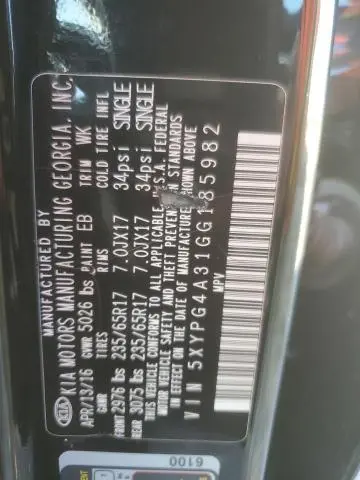 MANUFACTURED BY
KIA KIA MOTORS MANUFACTURING GEORGIA, INC.
APR/13/16 GVWR 5026 lbs PAINT EB TRIM WK
GAWR TIRES RIMS COLD TIRE INFL
FRONT 2976 lbs 235/65R17 7.0JX17 34psi SINGLE
REAR 3075 lbs 235/65R17 7.0JX17 34psi SINGLE
THIS VEHICLE CONFORMS TO ALL APPLICABLE U.S.A. FEDERAL
MOTOR VEHICLE SAFETY AND THEFT PREVENTION STANDARDS
IN EFFECT ON THE DATE OF MANUFACTURE SHOWN ABOVE
VIN 5XYPG4A31GG185982
MPV
6100